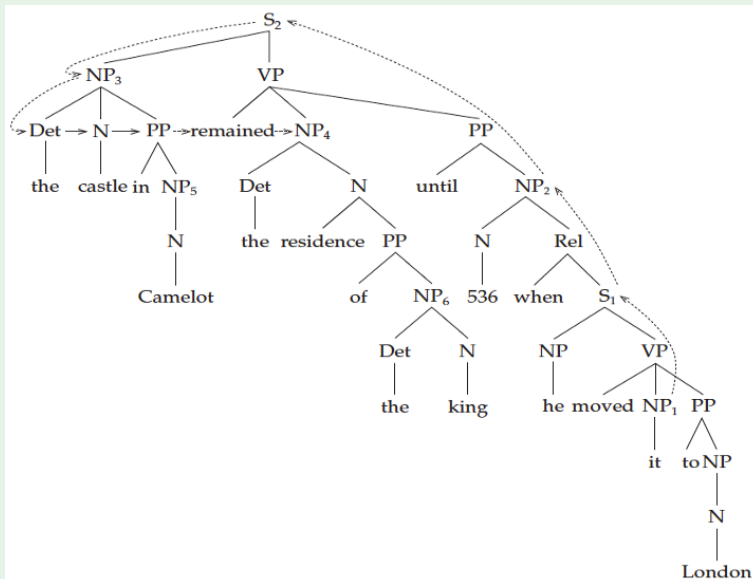 S₂
NP₃ VP
Det N PP remained NP₄ PP
the castle in NP₅ Det N until NP₂
N the residence PP N Rel
Camelot of NP₆ 536 when S₁
Det N NP VP
the king he moved NP₁ PP
it to NP
N
London